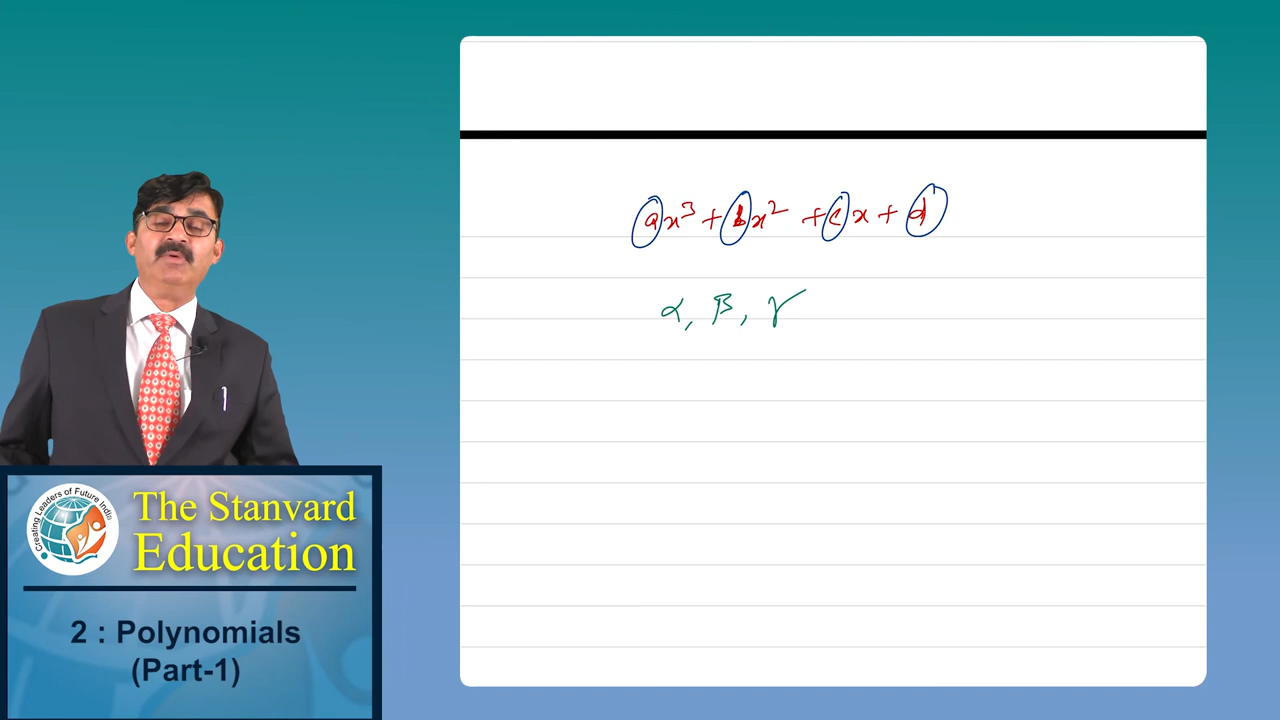 ax³ + bx² + cx + d
α, β, γ
Creating Leaders of Future India
The Stanvard
Education
2 : Polynomials
(Part-1)